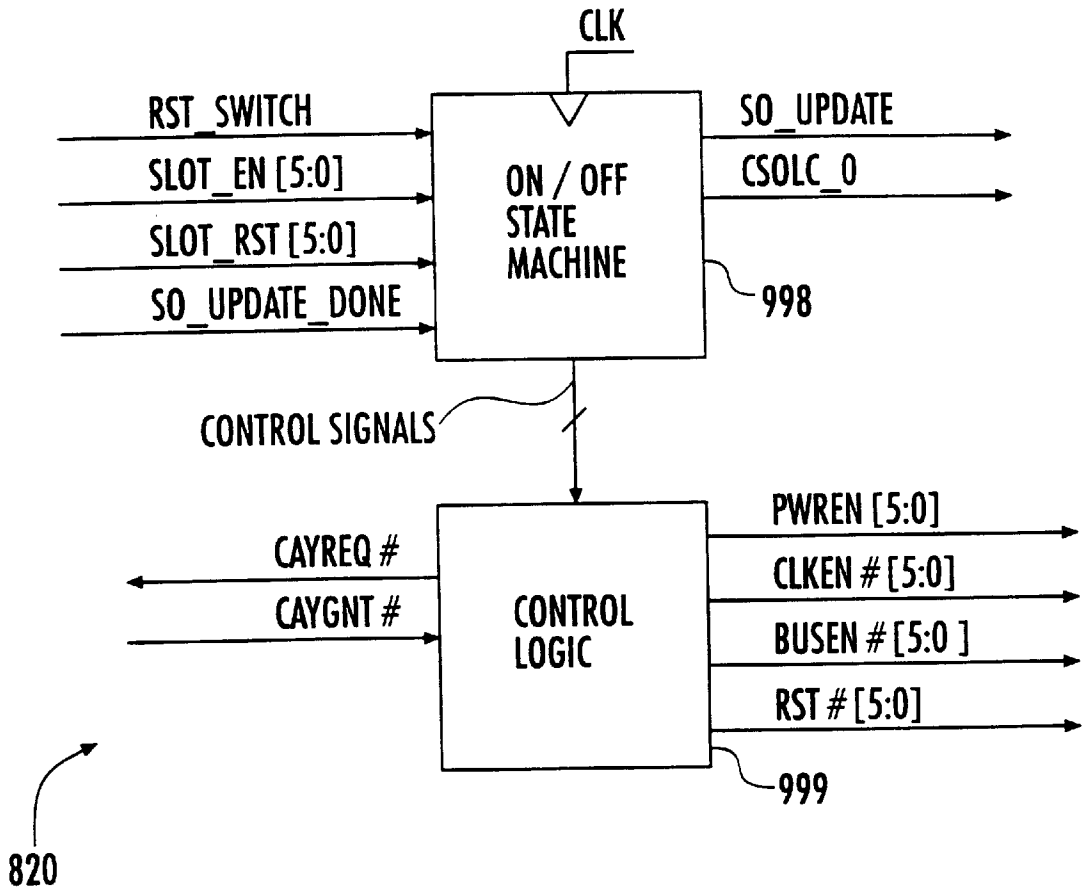 CLK
RST_SWITCH
SO_UPDATE
SLOT_EN [5:0]
CSOLC_0
ON / OFF
STATE
MACHINE
SLOT_RST [5:0]
SO_UPDATE_DONE
998
CONTROL SIGNALS
PWREN [5:0]
CAYREQ #
CLKEN # [5:0]
CAYGNT #
CONTROL
LOGIC
BUSEN # [5:0 ]
RST # [5:0]
999
820